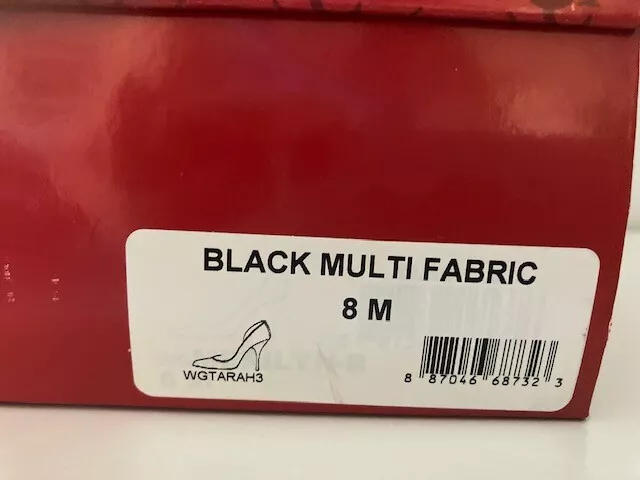 BLACK MULTI FABRIC
8 M
WGTARAH3
8 87046 68732 3